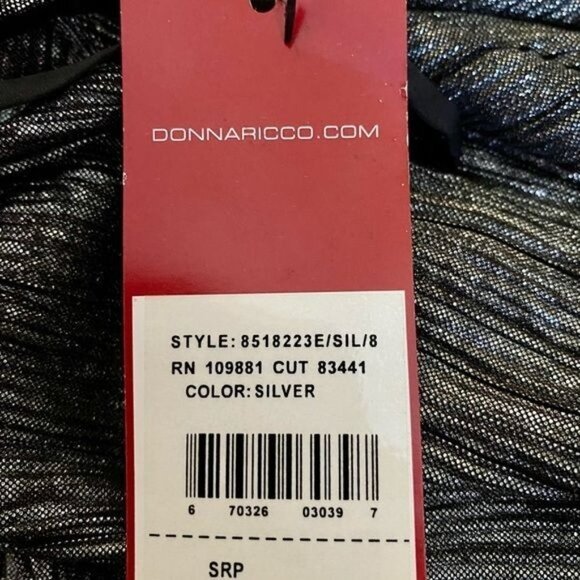 DONNARICCO.COM
STYLE: 8518223E/SIL/8
RN 109881 CUT 83441
COLOR: SILVER
6 70326 03039 7
SRP